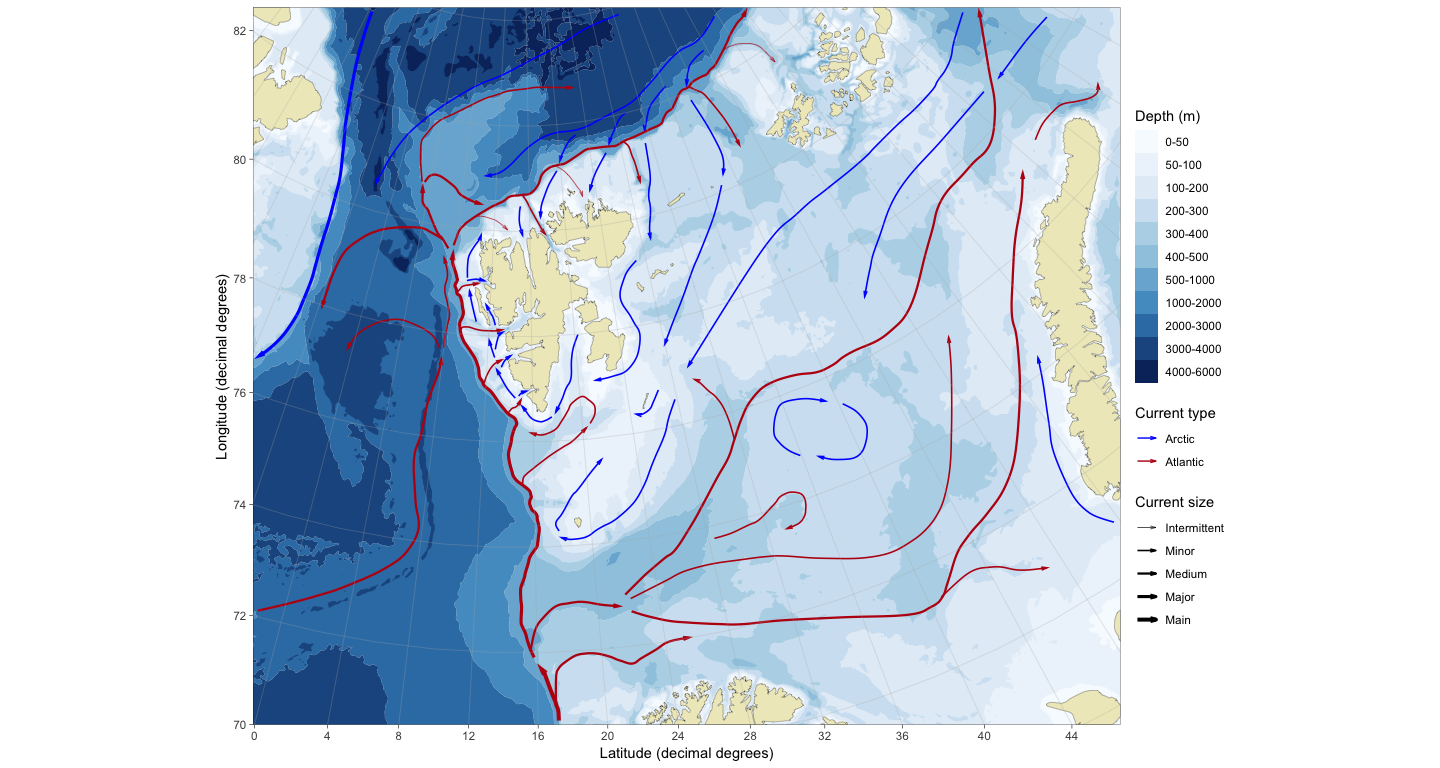 82
80
78
76
74
72
70
Longitude (decimal degrees)
0 4 8 12 16 20 24 28 32 36 40 44
Latitude (decimal degrees)
Depth (m)
0-50
50-100
100-200
200-300
300-400
400-500
500-1000
1000-2000
2000-3000
3000-4000
4000-6000
Current type
Arctic
Atlantic
Current size
Intermittent
Minor
Medium
Major
Main